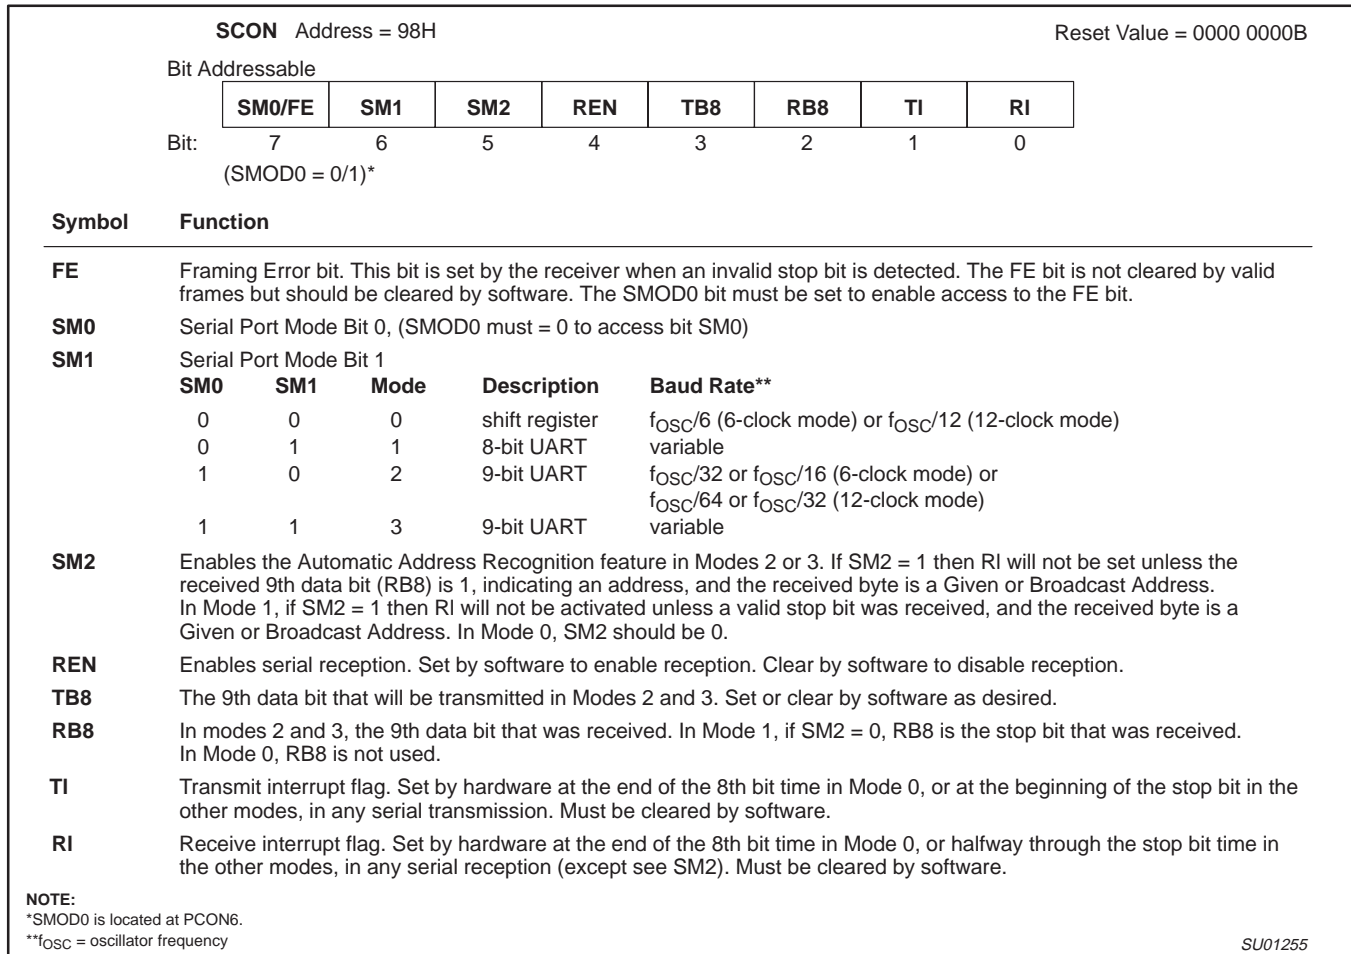 SCON Address = 98H Reset Value = 0000 0000B
Bit Addressable
SM0/FE SM1 SM2 REN TB8 RB8 TI RI
Bit: 7 6 5 4 3 2 1 0
(SMOD0 = 0/1)*
Symbol Function
FE Framing Error bit. This bit is set by the receiver when an invalid stop bit is detected. The FE bit is not cleared by valid
frames but should be cleared by software. The SMOD0 bit must be set to enable access to the FE bit.
SM0 Serial Port Mode Bit 0, (SMOD0 must = 0 to access bit SM0)
SM1 Serial Port Mode Bit 1
SM0 SM1 Mode Description Baud Rate**
0 0 0 shift register fOSC/6 (6-clock mode) or fOSC/12 (12-clock mode)
0 1 1 8-bit UART variable
1 0 2 9-bit UART fOSC/32 or fOSC/16 (6-clock mode) or
fOSC/64 or fOSC/32 (12-clock mode)
1 1 3 9-bit UART variable
SM2 Enables the Automatic Address Recognition feature in Modes 2 or 3. If SM2 = 1 then RI will not be set unless the
received 9th data bit (RB8) is 1, indicating an address, and the received byte is a Given or Broadcast Address.
In Mode 1, if SM2 = 1 then RI will not be activated unless a valid stop bit was received, and the received byte is a
Given or Broadcast Address. In Mode 0, SM2 should be 0.
REN Enables serial reception. Set by software to enable reception. Clear by software to disable reception.
TB8 The 9th data bit that will be transmitted in Modes 2 and 3. Set or clear by software as desired.
RB8 In modes 2 and 3, the 9th data bit that was received. In Mode 1, if SM2 = 0, RB8 is the stop bit that was received.
In Mode 0, RB8 is not used.
TI Transmit interrupt flag. Set by hardware at the end of the 8th bit time in Mode 0, or at the beginning of the stop bit in the
other modes, in any serial transmission. Must be cleared by software.
RI Receive interrupt flag. Set by hardware at the end of the 8th bit time in Mode 0, or halfway through the stop bit time in
the other modes, in any serial reception (except see SM2). Must be cleared by software.
NOTE:
*SMOD0 is located at PCON6.
**fOSC = oscillator frequency SU01255